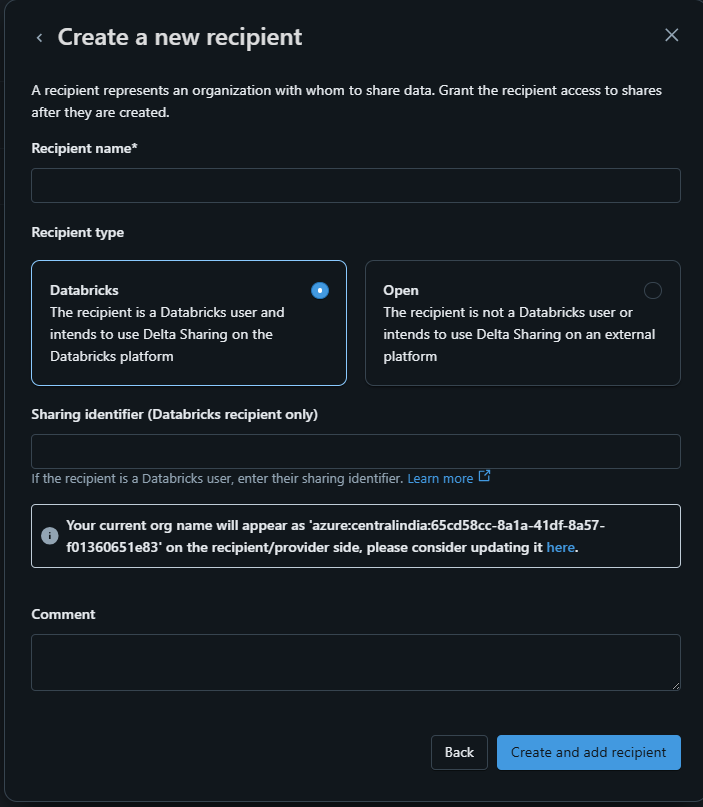 Create a new recipient
A recipient represents an organization with whom to share data. Grant the recipient access to shares
after they are created.
Recipient name*
Recipient type
Databricks
The recipient is a Databricks user and
intends to use Delta Sharing on the
Databricks platform
Open
The recipient is not a Databricks user or
intends to use Delta Sharing on an external
platform
Sharing identifier (Databricks recipient only)
If the recipient is a Databricks user, enter their sharing identifier. Learn more
Your current org name will appear as 'azure:centralindia:65cd58cc-8a1a-41df-8a57-
f01360651e83' on the recipient/provider side, please consider updating it here.
Comment
Back
Create and add recipient